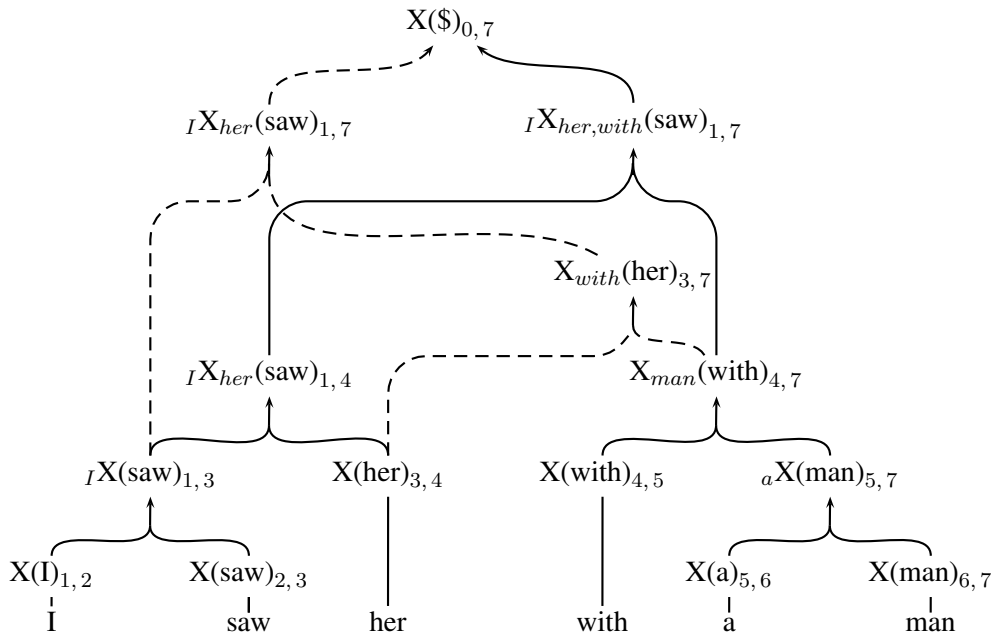 X($)0,7
IXher(saw)1,7 IXher,with(saw)1,7
Xwith(her)3,7
IXher(saw)1,4 Xman(with)4,7
IX(saw)1,3 X(her)3,4 X(with)4,5 aX(man)5,7
X(I)1,2 X(saw)2,3 X(a)5,6 X(man)6,7
I saw her with a man